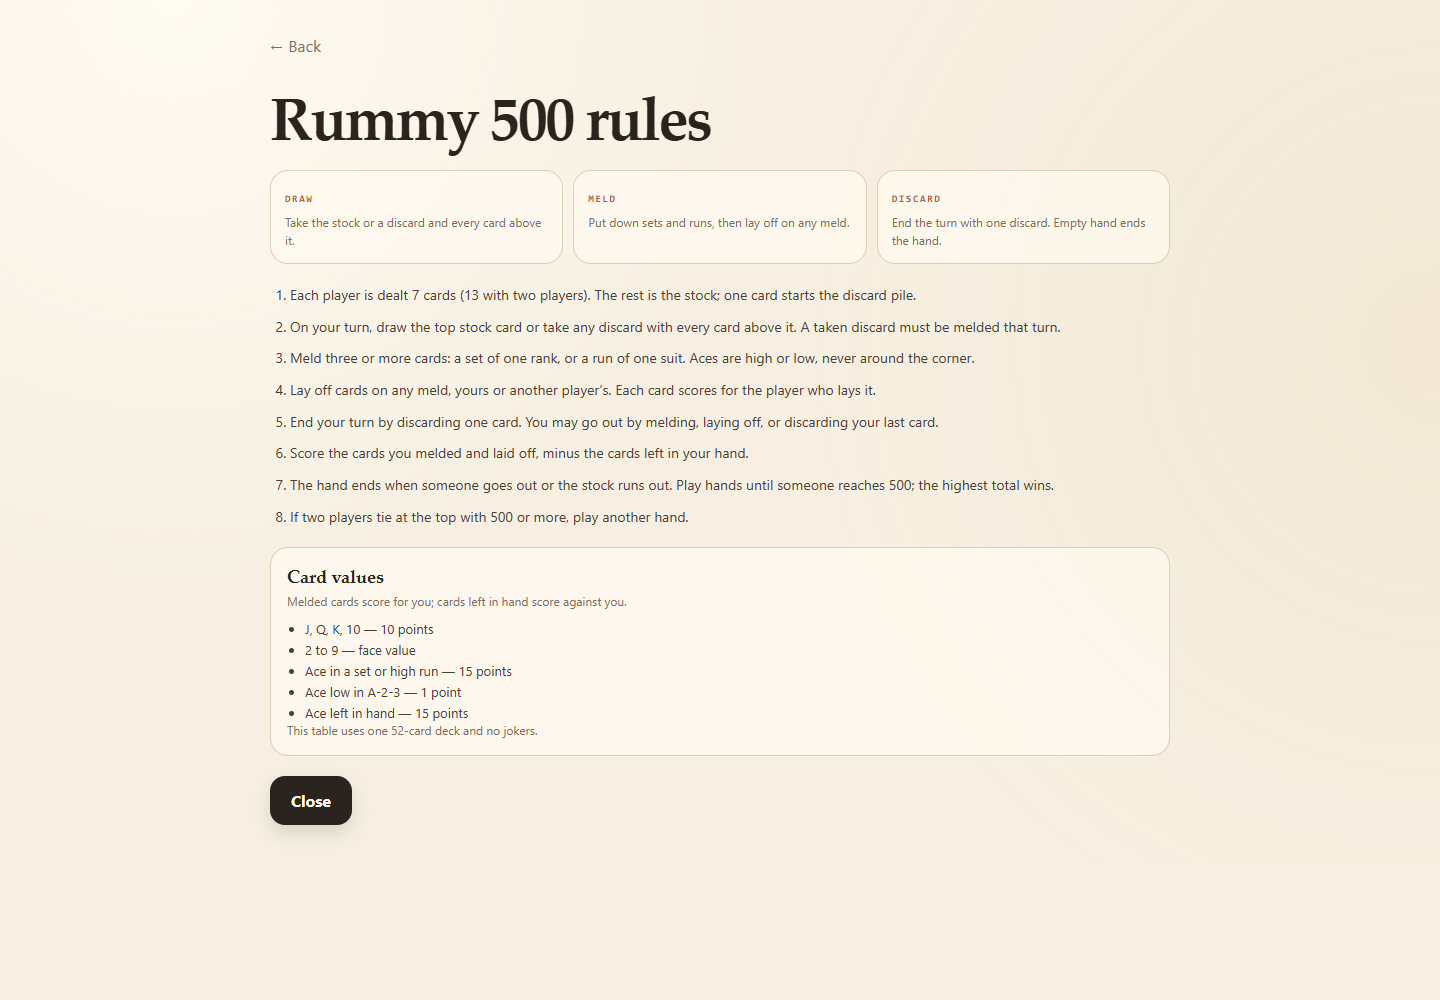 ← Back
Rummy 500 rules
DRAW
Take the stock or a discard and every card above
it.
MELD
Put down sets and runs, then lay off on any meld.
DISCARD
End the turn with one discard. Empty hand ends
the hand.
1. Each player is dealt 7 cards (13 with two players). The rest is the stock; one card starts the discard pile.
2. On your turn, draw the top stock card or take any discard with every card above it. A taken discard must be melded that turn.
3. Meld three or more cards: a set of one rank, or a run of one suit. Aces are high or low, never around the corner.
4. Lay off cards on any meld, yours or another player’s. Each card scores for the player who lays it.
5. End your turn by discarding one card. You may go out by melding, laying off, or discarding your last card.
6. Score the cards you melded and laid off, minus the cards left in your hand.
7. The hand ends when someone goes out or the stock runs out. Play hands until someone reaches 500; the highest total wins.
8. If two players tie at the top with 500 or more, play another hand.
Card values
Melded cards score for you; cards left in hand score against you.
• J, Q, K, 10 — 10 points
• 2 to 9 — face value
• Ace in a set or high run — 15 points
• Ace low in A-2-3 — 1 point
• Ace left in hand — 15 points
This table uses one 52-card deck and no jokers.
Close